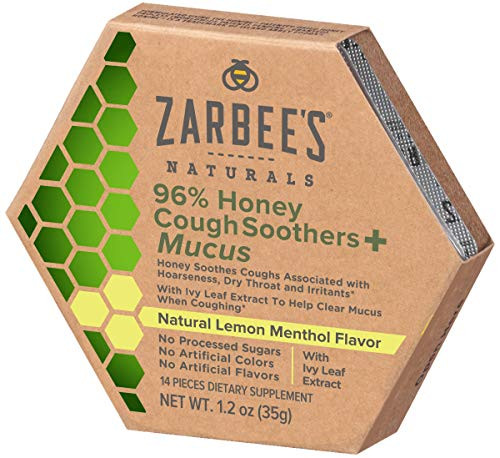 ZARBEE'S®
NATURALS
96% Honey
Cough Soothers +
Mucus
Honey Soothes Coughs Associated with
Hoarseness, Dry Throat and Irritants*
With Ivy Leaf Extract To Help Clear Mucus
When Coughing*
Natural Lemon Menthol Flavor
No Processed Sugars
No Artificial Colors
No Artificial Flavors
With
Ivy Leaf
Extract
14 PIECES DIETARY SUPPLEMENT
NET WT. 1.2 oz (35g)